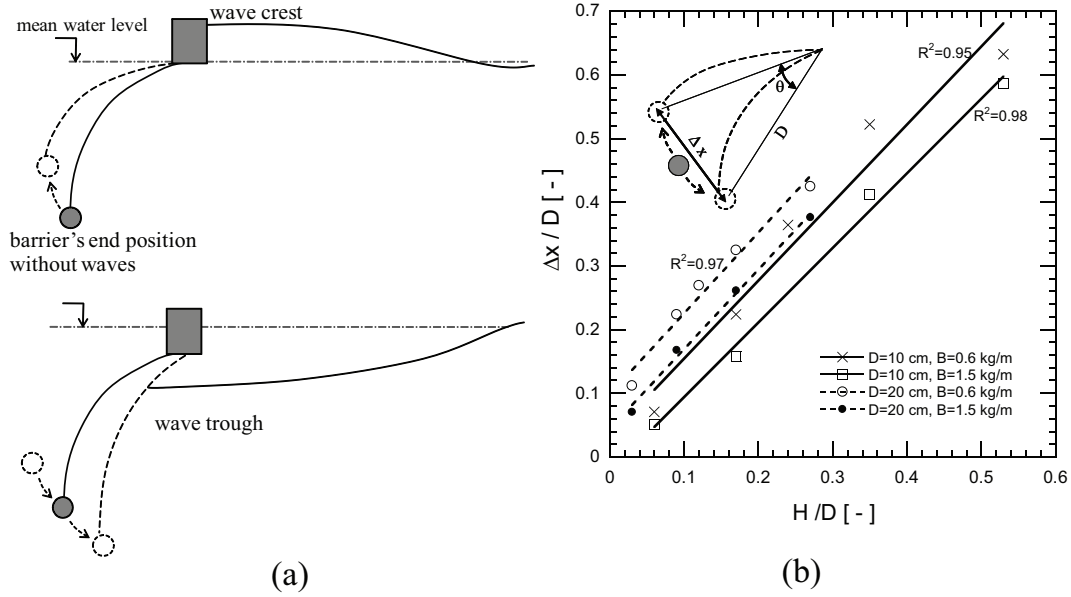 wave crest
mean water level
barrier's end position
without waves
wave trough
(a)
0.7
0.6
0.5
0.4
0.3
0.2
0.1
0
Δx / D [ - ]
R²=0.95
R²=0.98
R²=0.97
θ
D
Δx
D=10 cm, B=0.6 kg/m
D=10 cm, B=1.5 kg/m
D=20 cm, B=0.6 kg/m
D=20 cm, B=1.5 kg/m
0 0.1 0.2 0.3 0.4 0.5 0.6
H /D [ - ]
(b)